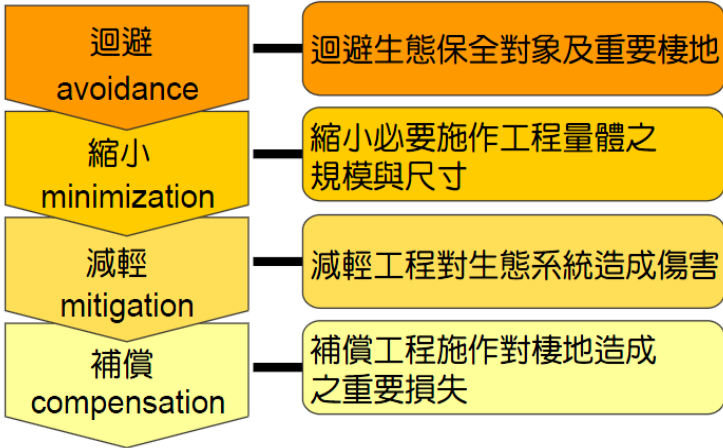 迴避
avoidance
迴避生態保全對象及重要棲地
縮小
minimization
縮小必要施作工程量體之
規模與尺寸
減輕
mitigation
減輕工程對生態系統造成傷害
補償
compensation
補償工程施作對棲地造成
之重要損失